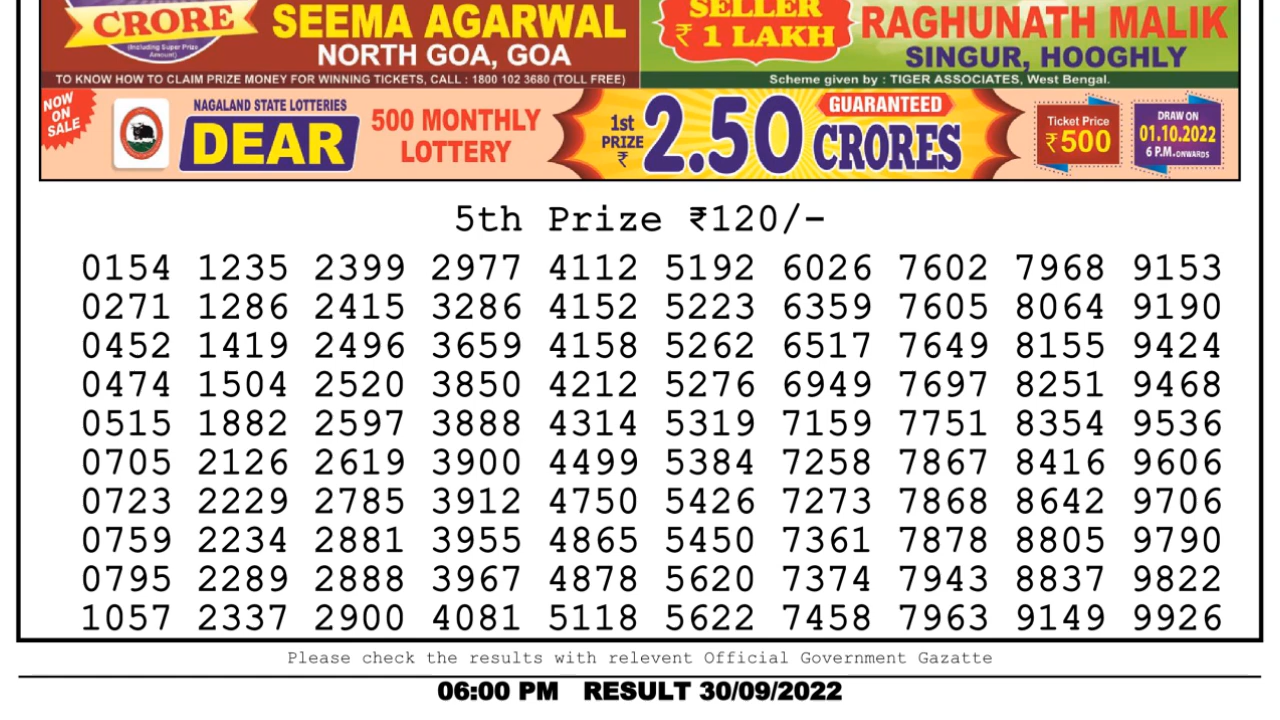 CRORE
(Including Super Prize Amount)
SEEMA AGARWAL
NORTH GOA, GOA
TO KNOW HOW TO CLAIM PRIZE MONEY FOR WINNING TICKETS, CALL : 1800 102 3680 (TOLL FREE)
SELLER
₹ 1 LAKH
RAGHUNATH MALIK
SINGUR, HOOGHLY
Scheme given by : TIGER ASSOCIATES, West Bengal.
NOW
ON
SALE
NAGALAND STATE LOTTERIES
DEAR
500 MONTHLY
LOTTERY
1st
PRIZE
₹
2.50
GUARANTEED
CRORES
Ticket Price
₹500
DRAW ON
01.10.2022
6 P.M. ONWARDS
5th Prize ₹120/-
0154 1235 2399 2977 4112 5192 6026 7602 7968 9153
0271 1286 2415 3286 4152 5223 6359 7605 8064 9190
0452 1419 2496 3659 4158 5262 6517 7649 8155 9424
0474 1504 2520 3850 4212 5276 6949 7697 8251 9468
0515 1882 2597 3888 4314 5319 7159 7751 8354 9536
0705 2126 2619 3900 4499 5384 7258 7867 8416 9606
0723 2229 2785 3912 4750 5426 7273 7868 8642 9706
0759 2234 2881 3955 4865 5450 7361 7878 8805 9790
0795 2289 2888 3967 4878 5620 7374 7943 8837 9822
1057 2337 2900 4081 5118 5622 7458 7963 9149 9926
Please check the results with relevent Official Government Gazatte
06:00 PM RESULT 30/09/2022